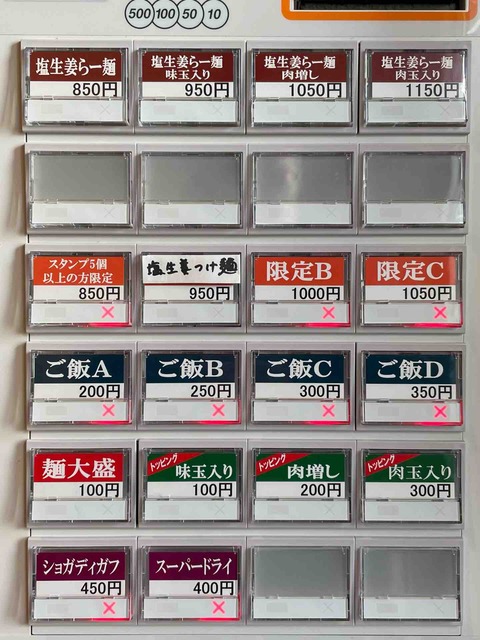 500 100 50 10
塩生姜らー麺
850円
塩生姜らー麺
味玉入り
950円
塩生姜らー麺
肉増し
1050円
塩生姜らー麺
肉玉入り
1150円
スタンプ5個
以上の方限定
850円
×
塩生姜つけ麺
950円
限定B
1000円
×
限定C
1050円
×
ご飯A
200円
×
ご飯B
250円
×
ご飯C
300円
×
ご飯D
350円
×
麺大盛
100円
トッピング
味玉入り
100円
トッピング
肉増し
200円
トッピング
肉玉入り
300円
ショガディガフ
450円
×
スーパードライ
400円
×